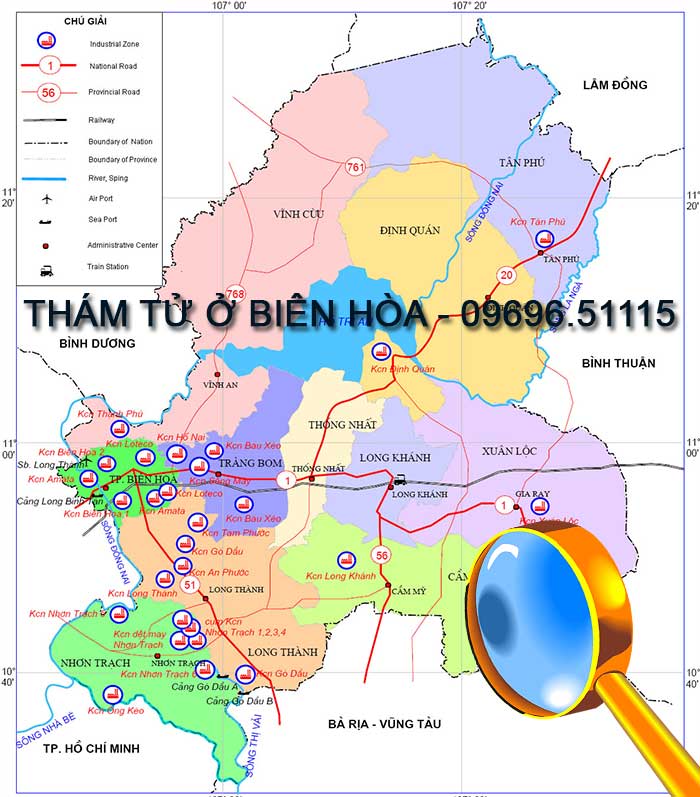 107° 00'
107° 20'
CHÚ GIẢI
Industrial Zone
1
National Road
56
Provincial Road
Railway
Boundary of Nation
Boundary of Province
River, Sping
Air Port
Sea Port
Administrative Center
Train Station
LÂM ĐỒNG
TÂN PHÚ
761
11°
20'
11°
20'
VĨNH CỬU
ĐỊNH QUÁN
SÔNG ĐỒNG NAI
Kcn Tân Phú
TÂN PHÚ
20
768
THÁM TỬ Ở BIÊN HÒA - 09696.51115
BÌNH DƯƠNG
BÌNH THUẬN
Kcn Định Quán
VĨNH AN
Kcn Thạnh Phú
THỐNG NHẤT
11°
00'
11°
00'
Kcn Loteco
Kcn Hố Nai
Kcn Bàu Xéo
Kcn Biên Hòa 2
Sb. Long Thành
TRẢNG BOM
LONG KHÁNH
XUÂN LỘC
THỐNG NHẤT
Kcn Amata
TP. BIÊN HOÀ
Kcn Sông Mây
1
Cảng Long Bình Tân
Kcn Loteco
LONG KHÁNH
GIA RAY
1
Kcn Biên Hoà 1
Kcn Amata
Kcn Bàu Xéo
Kcn Xuân Lộc
SÔNG ĐỒNG NAI
Kcn Tam Phước
Kcn Gò Dầu
56
Kcn An Phước
Kcn Long Khánh
CẨM MỸ
Kcn Long Thành
51
LONG THÀNH
Kcn Nhơn Trạch
cụm Kcn
Nhơn Trạch 1,2,3,4
Kcn dệt may
Nhơn Trạch
LONG THÀNH
NHƠN TRẠCH
NHƠN TRẠCH
10°
40'
10°
40'
Kcn Nhơn Trạch 6
Kcn Gò Dầu
Cảng Gò Dầu A
Cảng Gò Dầu B
Kcn Ông Kèo
BÀ RỊA - VŨNG TÀU
SÔNG NHÀ BÈ
SÔNG THỊ VẢI
TP. HỒ CHÍ MINH